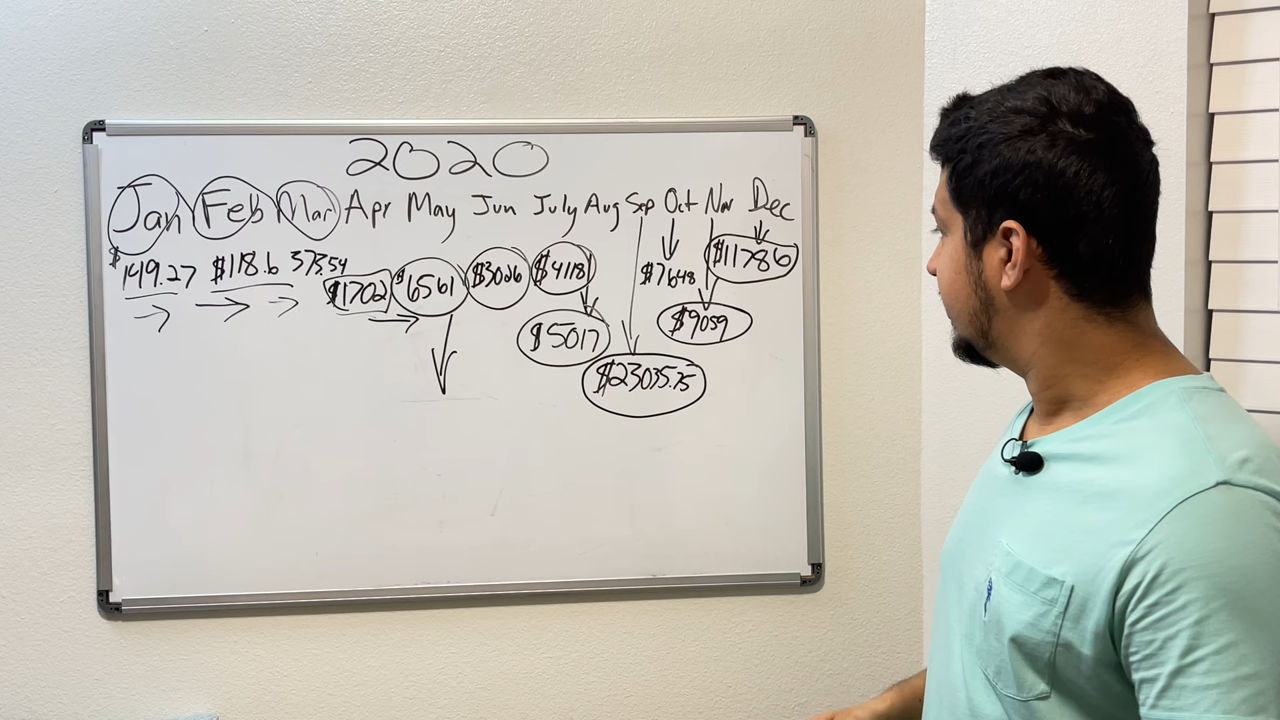 2020
Jan Feb Mar Apr May Jun July Aug Sep Oct Nov Dec
$149.27 $118.6 373.54 $1702 $6561 $3026 $4118 $7648 $11786
$5017 $9059
$23035.75